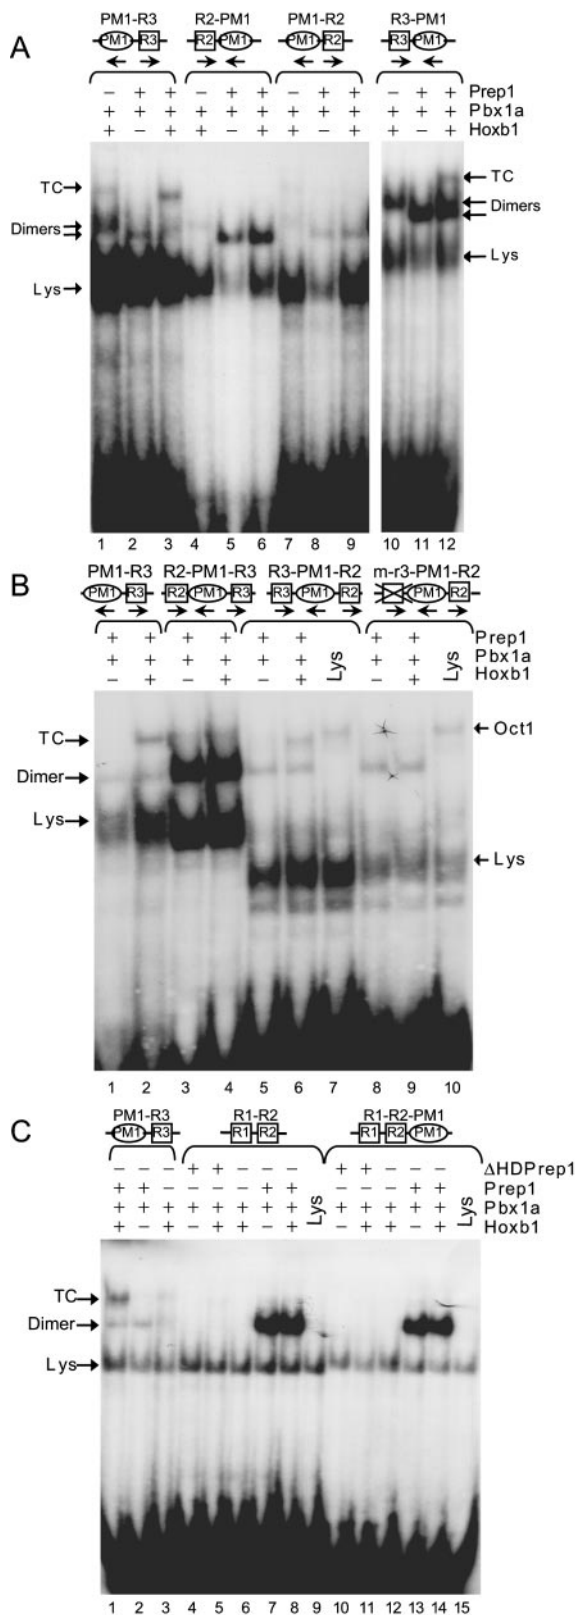 A
PM1-R3 R2-PM1 PM1-R2 R3-PM1
PM1 R3 R2 PM1 PM1 R2 R3 PM1
− + + − + + − + + − + + Prep1
+ + + + + + + + + + + + Pbx1a
+ − + + − + + − + + − + Hoxb1
TC TC
Dimers Dimers
Lys Lys
1 2 3 4 5 6 7 8 9 10 11 12
B
PM1-R3 R2-PM1-R3 R3-PM1-R2 m-r3-PM1-R2
PM1 R3 R2 PM1 R3 R3 PM1 R2 PM1 R2
+ + + + + + + + Prep1
+ + + + + + Lys + + Lys Pbx1a
− + − + − + − + Hoxb1
TC Oct1
Dimer
Lys Lys
1 2 3 4 5 6 7 8 9 10
C
PM1-R3 R1-R2 R1-R2-PM1
PM1 R3 R1 R2 R1 R2 PM1
− − − + + − − − + + − − − ΔHDPrep1
+ + − − − − + + − − − + + Prep1
+ + + + + + + + Lys + + + + + Lys Pbx1a
+ − + − + + − + − + + − + Hoxb1
TC
Dimer
Lys
1 2 3 4 5 6 7 8 9 10 11 12 13 14 15